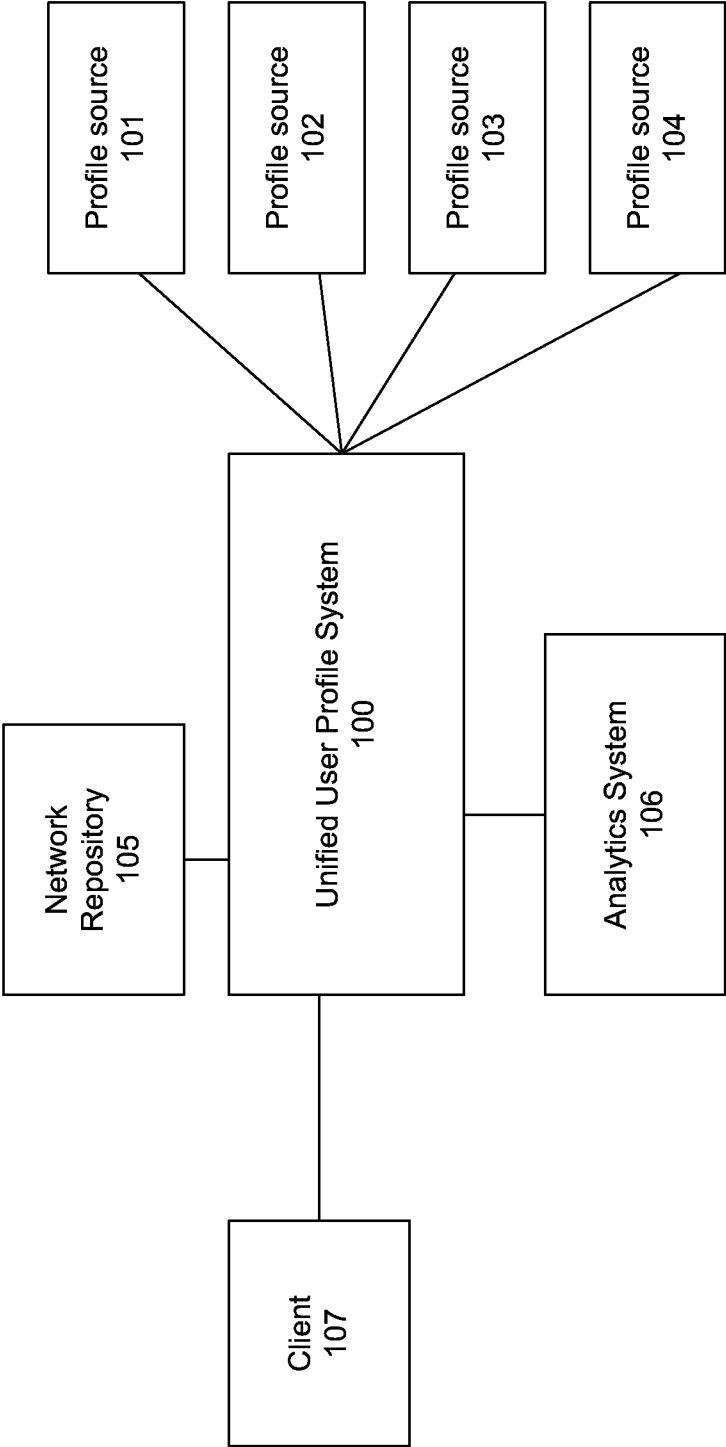 Network
Repository
105
Profile source
101
Profile source
102
Client
107
Unified User Profile System
100
Profile source
103
Analytics System
106
Profile source
104